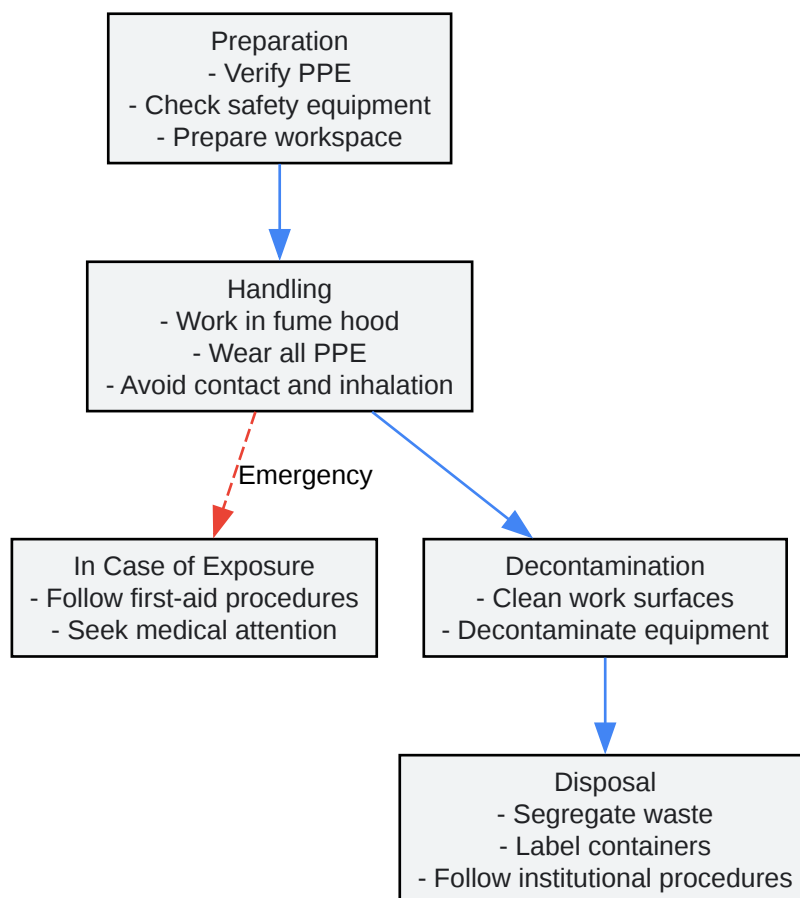 Preparation
- Verify PPE
- Check safety equipment
- Prepare workspace
Handling
- Work in fume hood
- Wear all PPE
- Avoid contact and inhalation
Emergency
In Case of Exposure
- Follow first-aid procedures
- Seek medical attention
Decontamination
- Clean work surfaces
- Decontaminate equipment
Disposal
- Segregate waste
- Label containers
- Follow institutional procedures